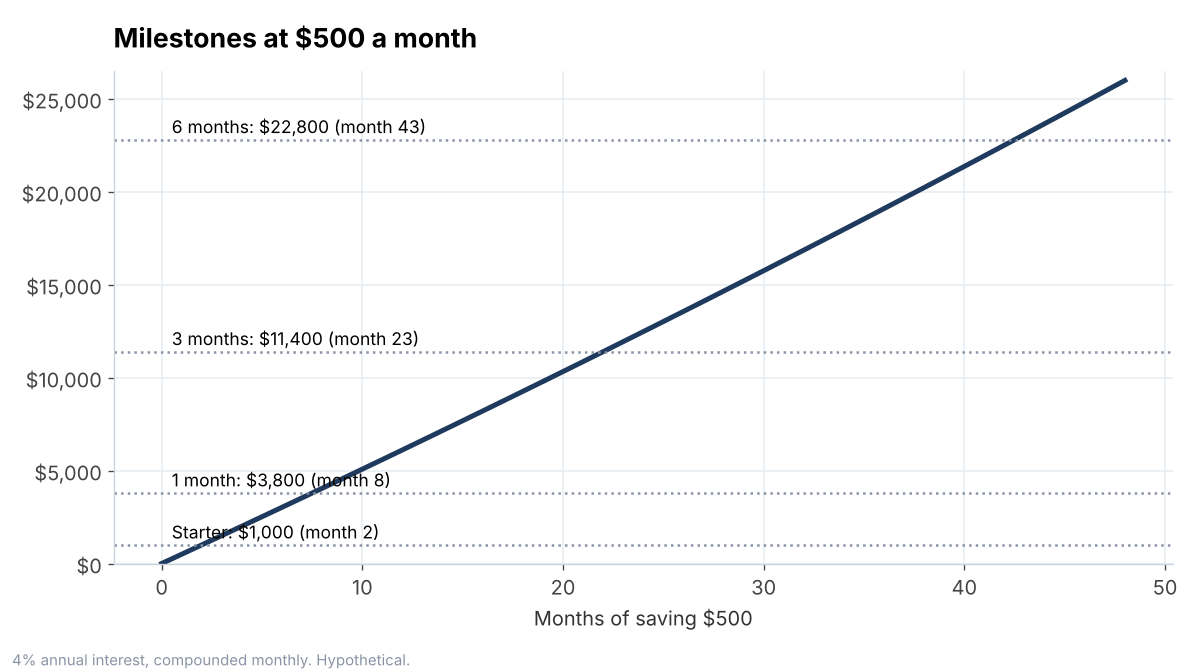 Milestones at $500 a month
$25,000
6 months: $22,800 (month 43)
$20,000
$15,000
3 months: $11,400 (month 23)
$10,000
$5,000
1 month: $3,800 (month 8)
Starter: $1,000 (month 2)
$0
0 10 20 30 40 50
Months of saving $500
4% annual interest, compounded monthly. Hypothetical.